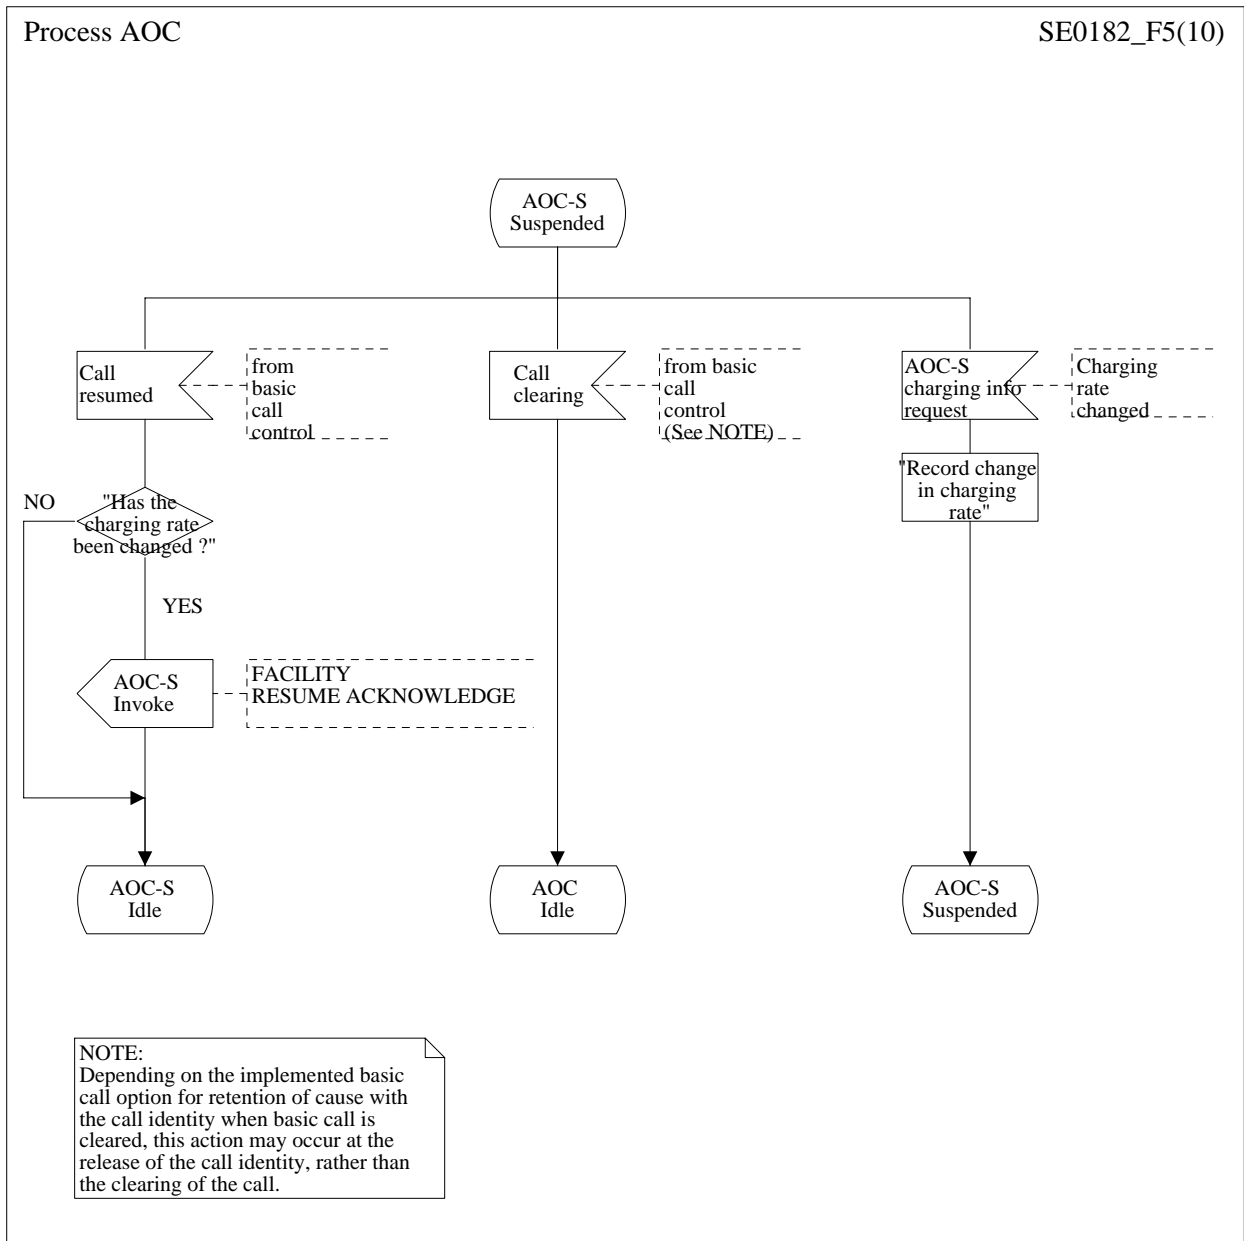 Process AOC
SE0182_F5(10)
AOC-S
Suspended
Call
resumed
from
basic
call
control
Call
clearing
from basic
call
control
(See NOTE)
AOC-S
charging info
request
Charging
rate
changed
"Record change
in charging
rate"
NO
"Has the
charging rate
been changed ?"
YES
AOC-S
Invoke
FACILITY
RESUME ACKNOWLEDGE
AOC-S
Idle
AOC
Idle
AOC-S
Suspended
NOTE:
Depending on the implemented basic
call option for retention of cause with
the call identity when basic call is
cleared, this action may occur at the
release of the call identity, rather than
the clearing of the call.